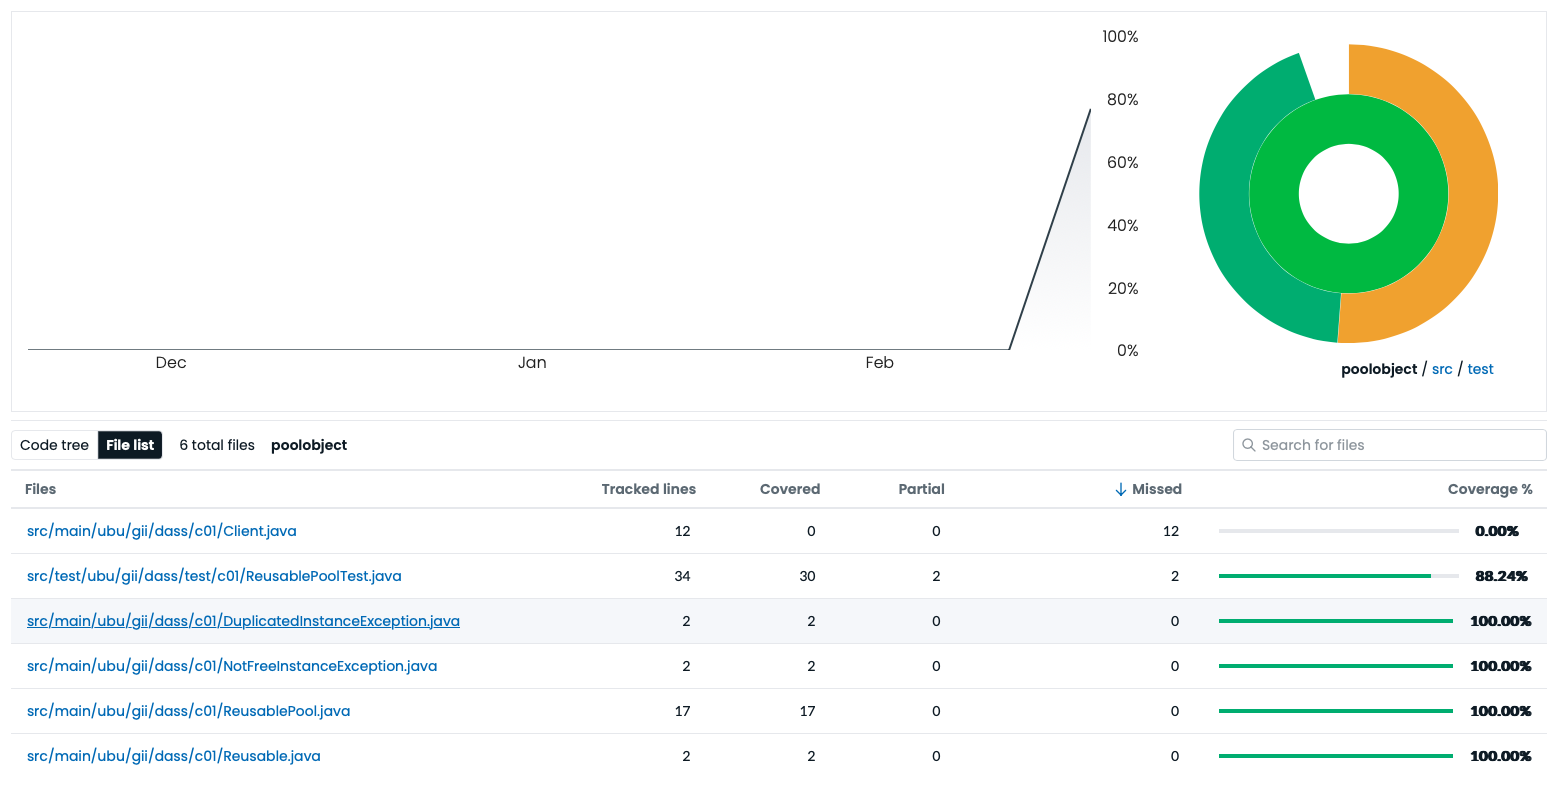 100%
80%
60%
40%
20%
0%
Dec Jan Feb
poolobject / src / test
Code tree File list 6 total files poolobject Search for files
Files Tracked lines Covered Partial Missed Coverage %
src/main/ubu/gii/dass/c01/Client.java 12 0 0 12 0.00%
src/test/ubu/gii/dass/test/c01/ReusablePoolTest.java 34 30 2 2 88.24%
src/main/ubu/gii/dass/c01/DuplicatedInstanceException.java 2 2 0 0 100.00%
src/main/ubu/gii/dass/c01/NotFreeInstanceException.java 2 2 0 0 100.00%
src/main/ubu/gii/dass/c01/ReusablePool.java 17 17 0 0 100.00%
src/main/ubu/gii/dass/c01/Reusable.java 2 2 0 0 100.00%